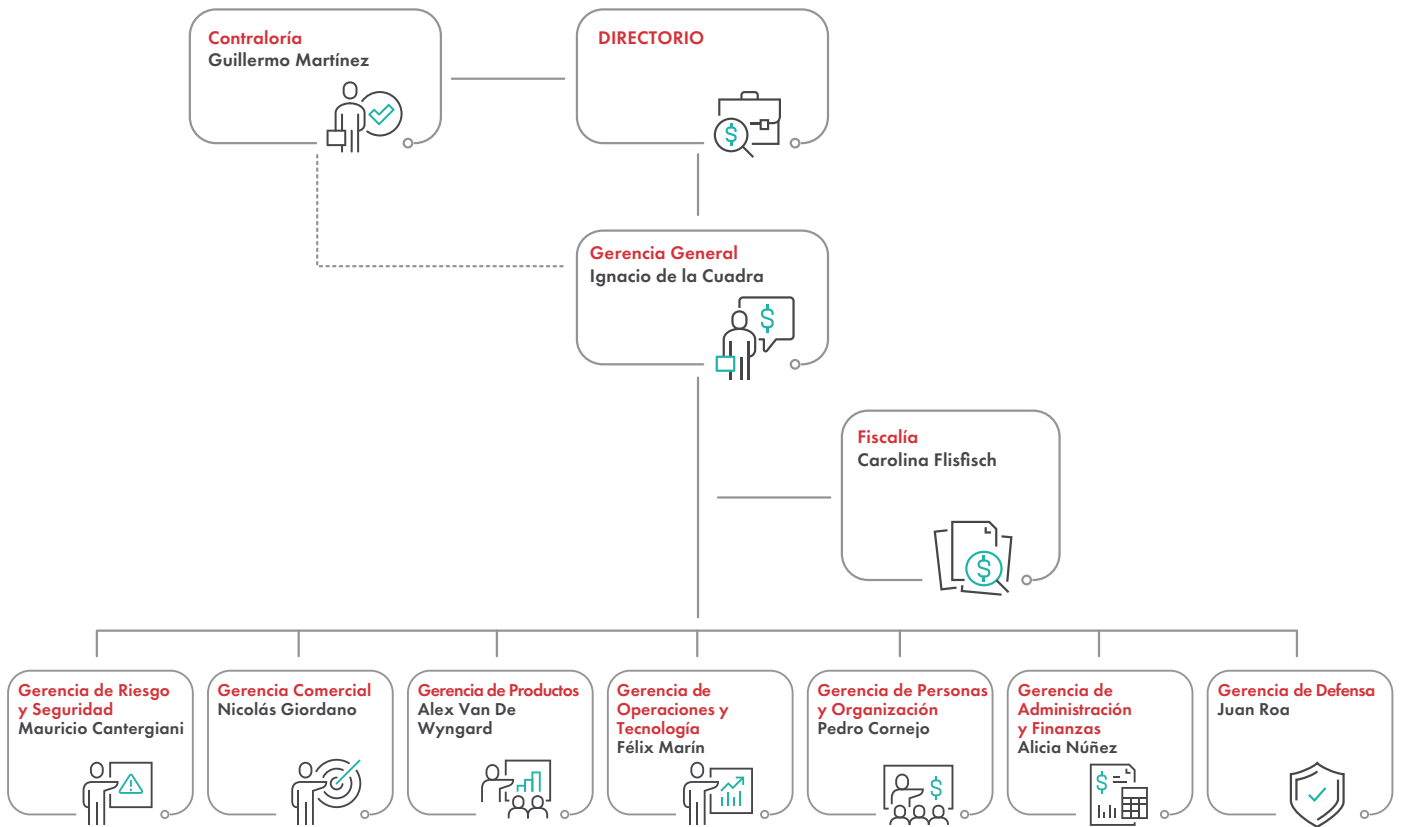 Contraloría
Guillermo Martínez
DIRECTORIO
$
Gerencia General
Ignacio de la Cuadra
$
Fiscalía
Carolina Flisfisch
$
Gerencia de Riesgo
y Seguridad
Mauricio Cantergiani
Gerencia Comercial
Nicolás Giordano
Gerencia de Productos
Alex Van De
Wyngard
Gerencia de
Operaciones y
Tecnología
Félix Marín
Gerencia de Personas
y Organización
Pedro Cornejo
$
Gerencia de
Administración
y Finanzas
Alicia Núñez
$
Gerencia de Defensa
Juan Roa